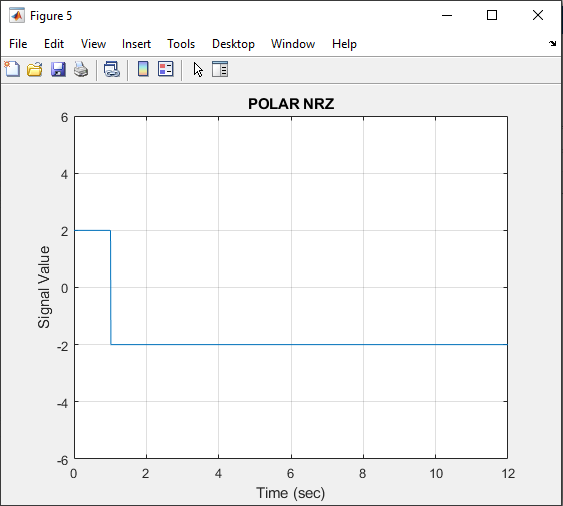 Figure 5
File Edit View Insert Tools Desktop Window Help
POLAR NRZ
6
4
2
0
-2
-4
-6
Signal Value
0 2 4 6 8 10 12
Time (sec)